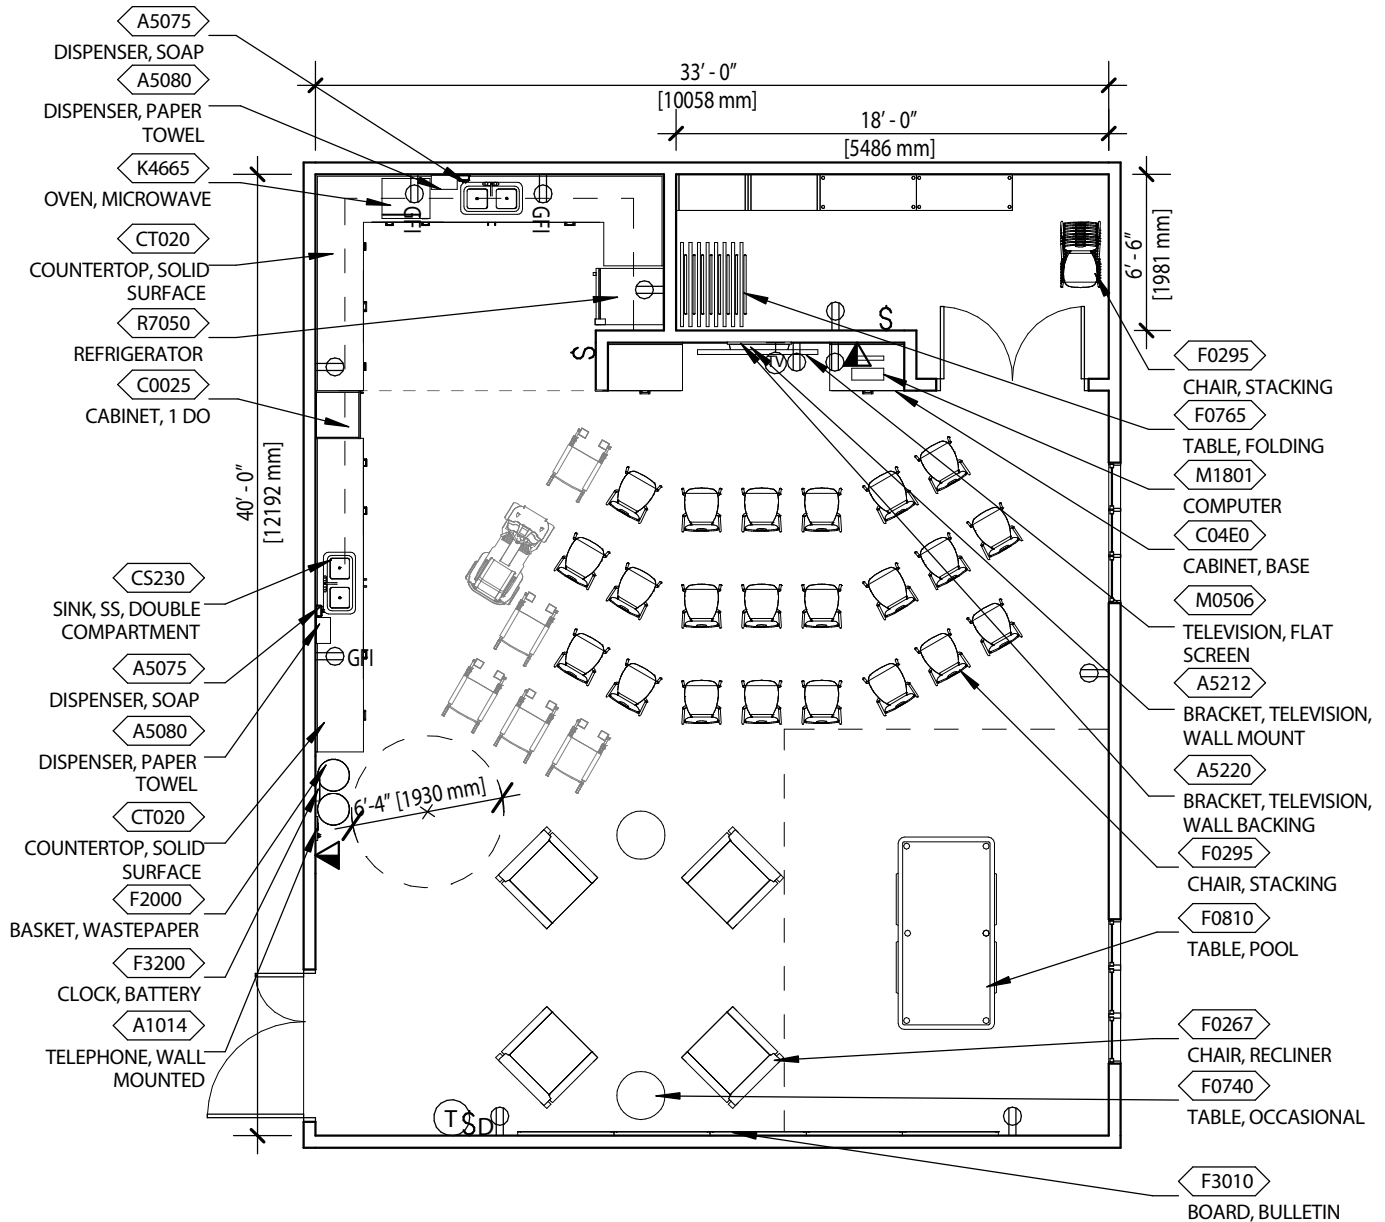 A5075
DISPENSER, SOAP
A5080
DISPENSER, PAPER
TOWEL
K4665
OVEN, MICROWAVE
CT020
COUNTERTOP, SOLID
SURFACE
R7050
REFRIGERATOR
C0025
CABINET, 1 DO
CS230
SINK, SS, DOUBLE
COMPARTMENT
A5075
DISPENSER, SOAP
A5080
DISPENSER, PAPER
TOWEL
CT020
COUNTERTOP, SOLID
SURFACE
F2000
BASKET, WASTEPAPER
F3200
CLOCK, BATTERY
A1014
TELEPHONE, WALL
MOUNTED
33' - 0"
[10058 mm]
18' - 0"
[5486 mm]
40' - 0"
[12192 mm]
6' - 6"
[1981 mm]
GFI
GFI
$
$
TV
GFI
6'-4" [1930 mm]
T
$D
F0295
CHAIR, STACKING
F0765
TABLE, FOLDING
M1801
COMPUTER
C04E0
CABINET, BASE
M0506
TELEVISION, FLAT
SCREEN
A5212
BRACKET, TELEVISION,
WALL MOUNT
A5220
BRACKET, TELEVISION,
WALL BACKING
F0295
CHAIR, STACKING
F0810
TABLE, POOL
F0267
CHAIR, RECLINER
F0740
TABLE, OCCASIONAL
F3010
BOARD, BULLETIN